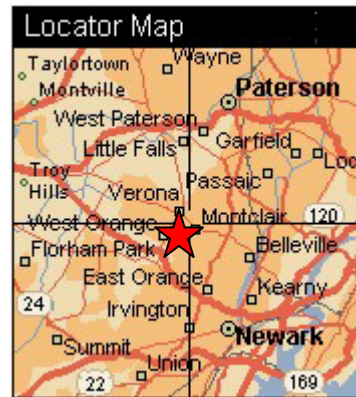 Locator Map
Wayne
Taylortown
Montville
Paterson
West Paterson
Garfield
Little Falls
Lod
Passaic
Troy
Hills
Verona
West Orange
Montclair
120
Florham Park
Belleville
East Orange
Kearny
24
Irvington
Newark
Summit
Union
22
169